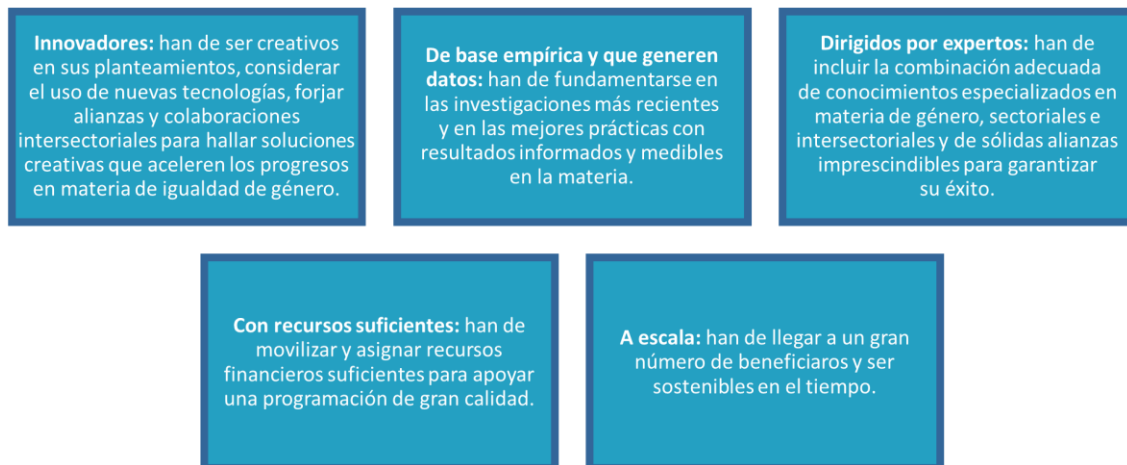 Innovadores: han de ser creativos
en sus planteamientos, considerar
el uso de nuevas tecnologías, forjar
alianzas y colaboraciones
intersectoriales para hallar soluciones
creativas que aceleren los progresos
en materia de igualdad de género.
De base empírica y que generen
datos: han de fundamentarse en
las investigaciones más recientes
y en las mejores prácticas con
resultados informados y medibles
en la materia.
Dirigidos por expertos: han de
incluir la combinación adecuada
de conocimientos especializados en
materia de género, sectoriales e
intersectoriales y de sólidas alianzas
imprescindibles para garantizar
su éxito.
Con recursos suficientes: han de
movilizar y asignar recursos
financieros suficientes para apoyar
una programación de gran calidad.
A escala: han de llegar a un gran
número de beneficiaros y ser
sostenibles en el tiempo.